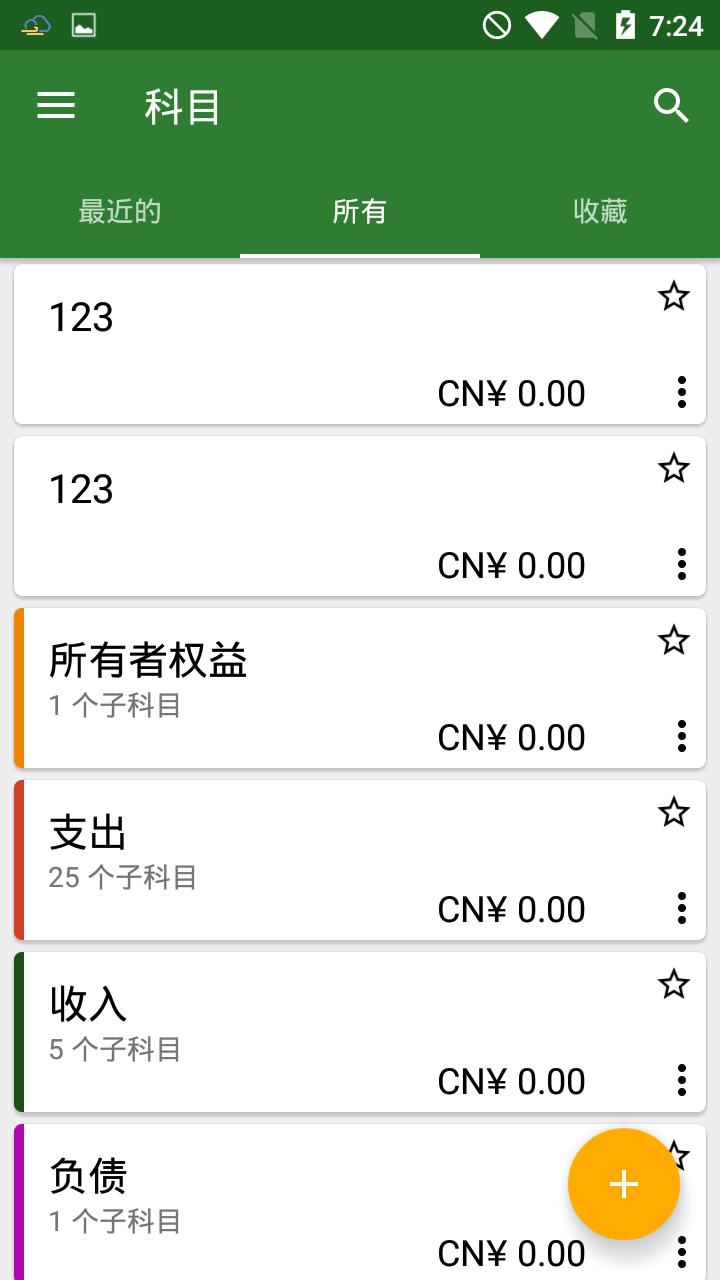 7:24
科目
最近的
所有
收藏
123
CN¥ 0.00
123
CN¥ 0.00
所有者权益
1 个子科目
CN¥ 0.00
支出
25 个子科目
CN¥ 0.00
收入
5 个子科目
CN¥ 0.00
负债
1 个子科目
CN¥ 0.00